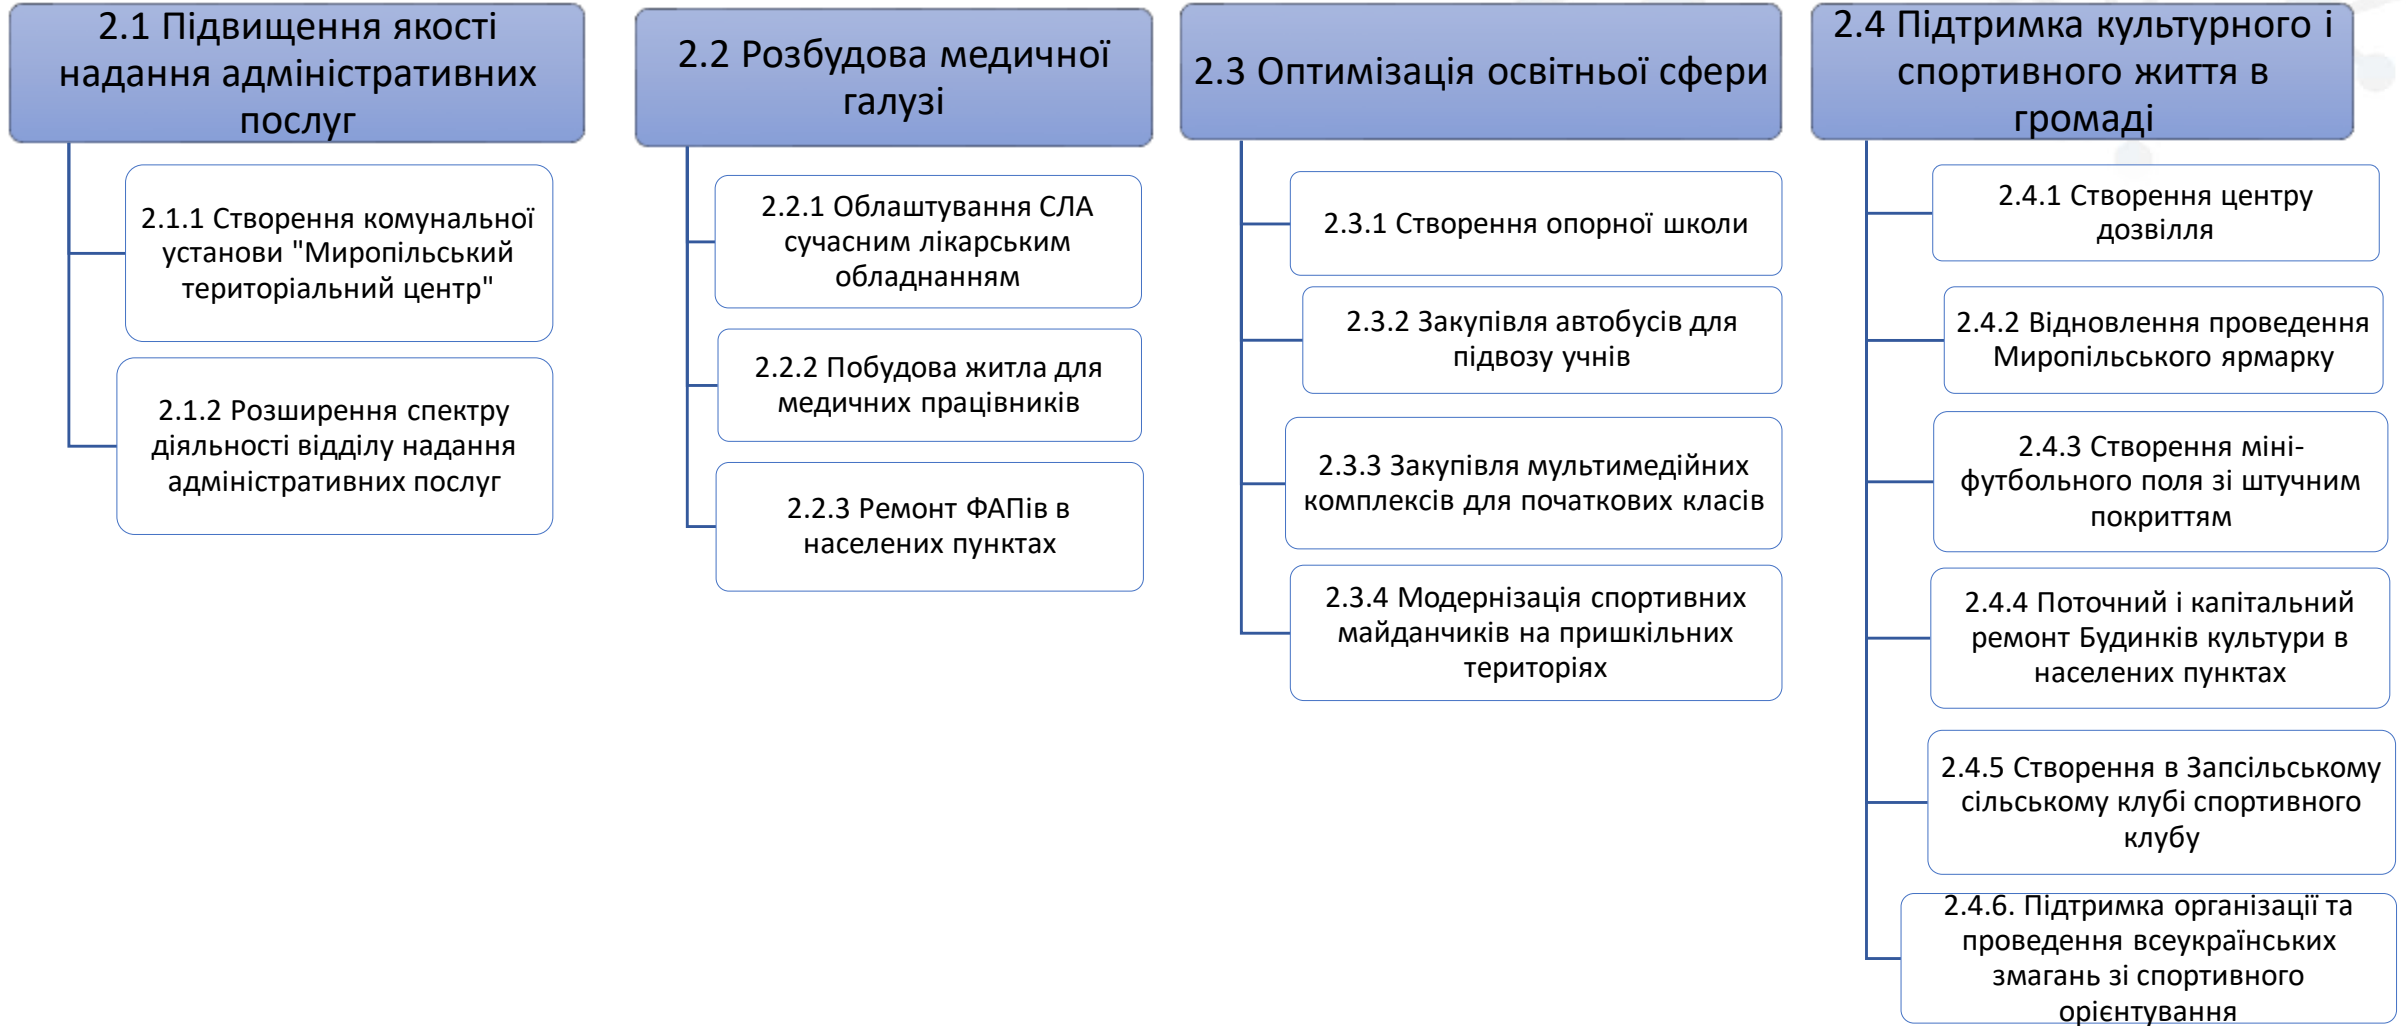 2.1 Підвищення якості
надання адміністративних
послуг
2.1.1 Створення комунальної
установи "Миропільський
територіальний центр"
2.1.2 Розширення спектру
діяльності відділу надання
адміністративних послуг
2.2 Розбудова медичної
галузі
2.2.1 Облаштування СЛА
сучасним лікарським
обладнанням
2.2.2 Побудова житла для
медичних працівників
2.2.3 Ремонт ФАПів в
населених пунктах
2.3 Оптимізація освітньої сфери
2.3.1 Створення опорної школи
2.3.2 Закупівля автобусів для
підвозу учнів
2.3.3 Закупівля мультимедійних
комплексів для початкових класів
2.3.4 Модернізація спортивних
майданчиків на пришкільних
територіях
2.4 Підтримка культурного і
спортивного життя в
громаді
2.4.1 Створення центру
дозвілля
2.4.2 Відновлення проведення
Миропільського ярмарку
2.4.3 Створення міні-
футбольного поля зі штучним
покриттям
2.4.4 Поточний і капітальний
ремонт Будинків культури в
населених пунктах
2.4.5 Створення в Запсільському
сільському клубі спортивного
клубу
2.4.6. Підтримка організації та
проведення всеукраїнських
змагань зі спортивного
орієнтування